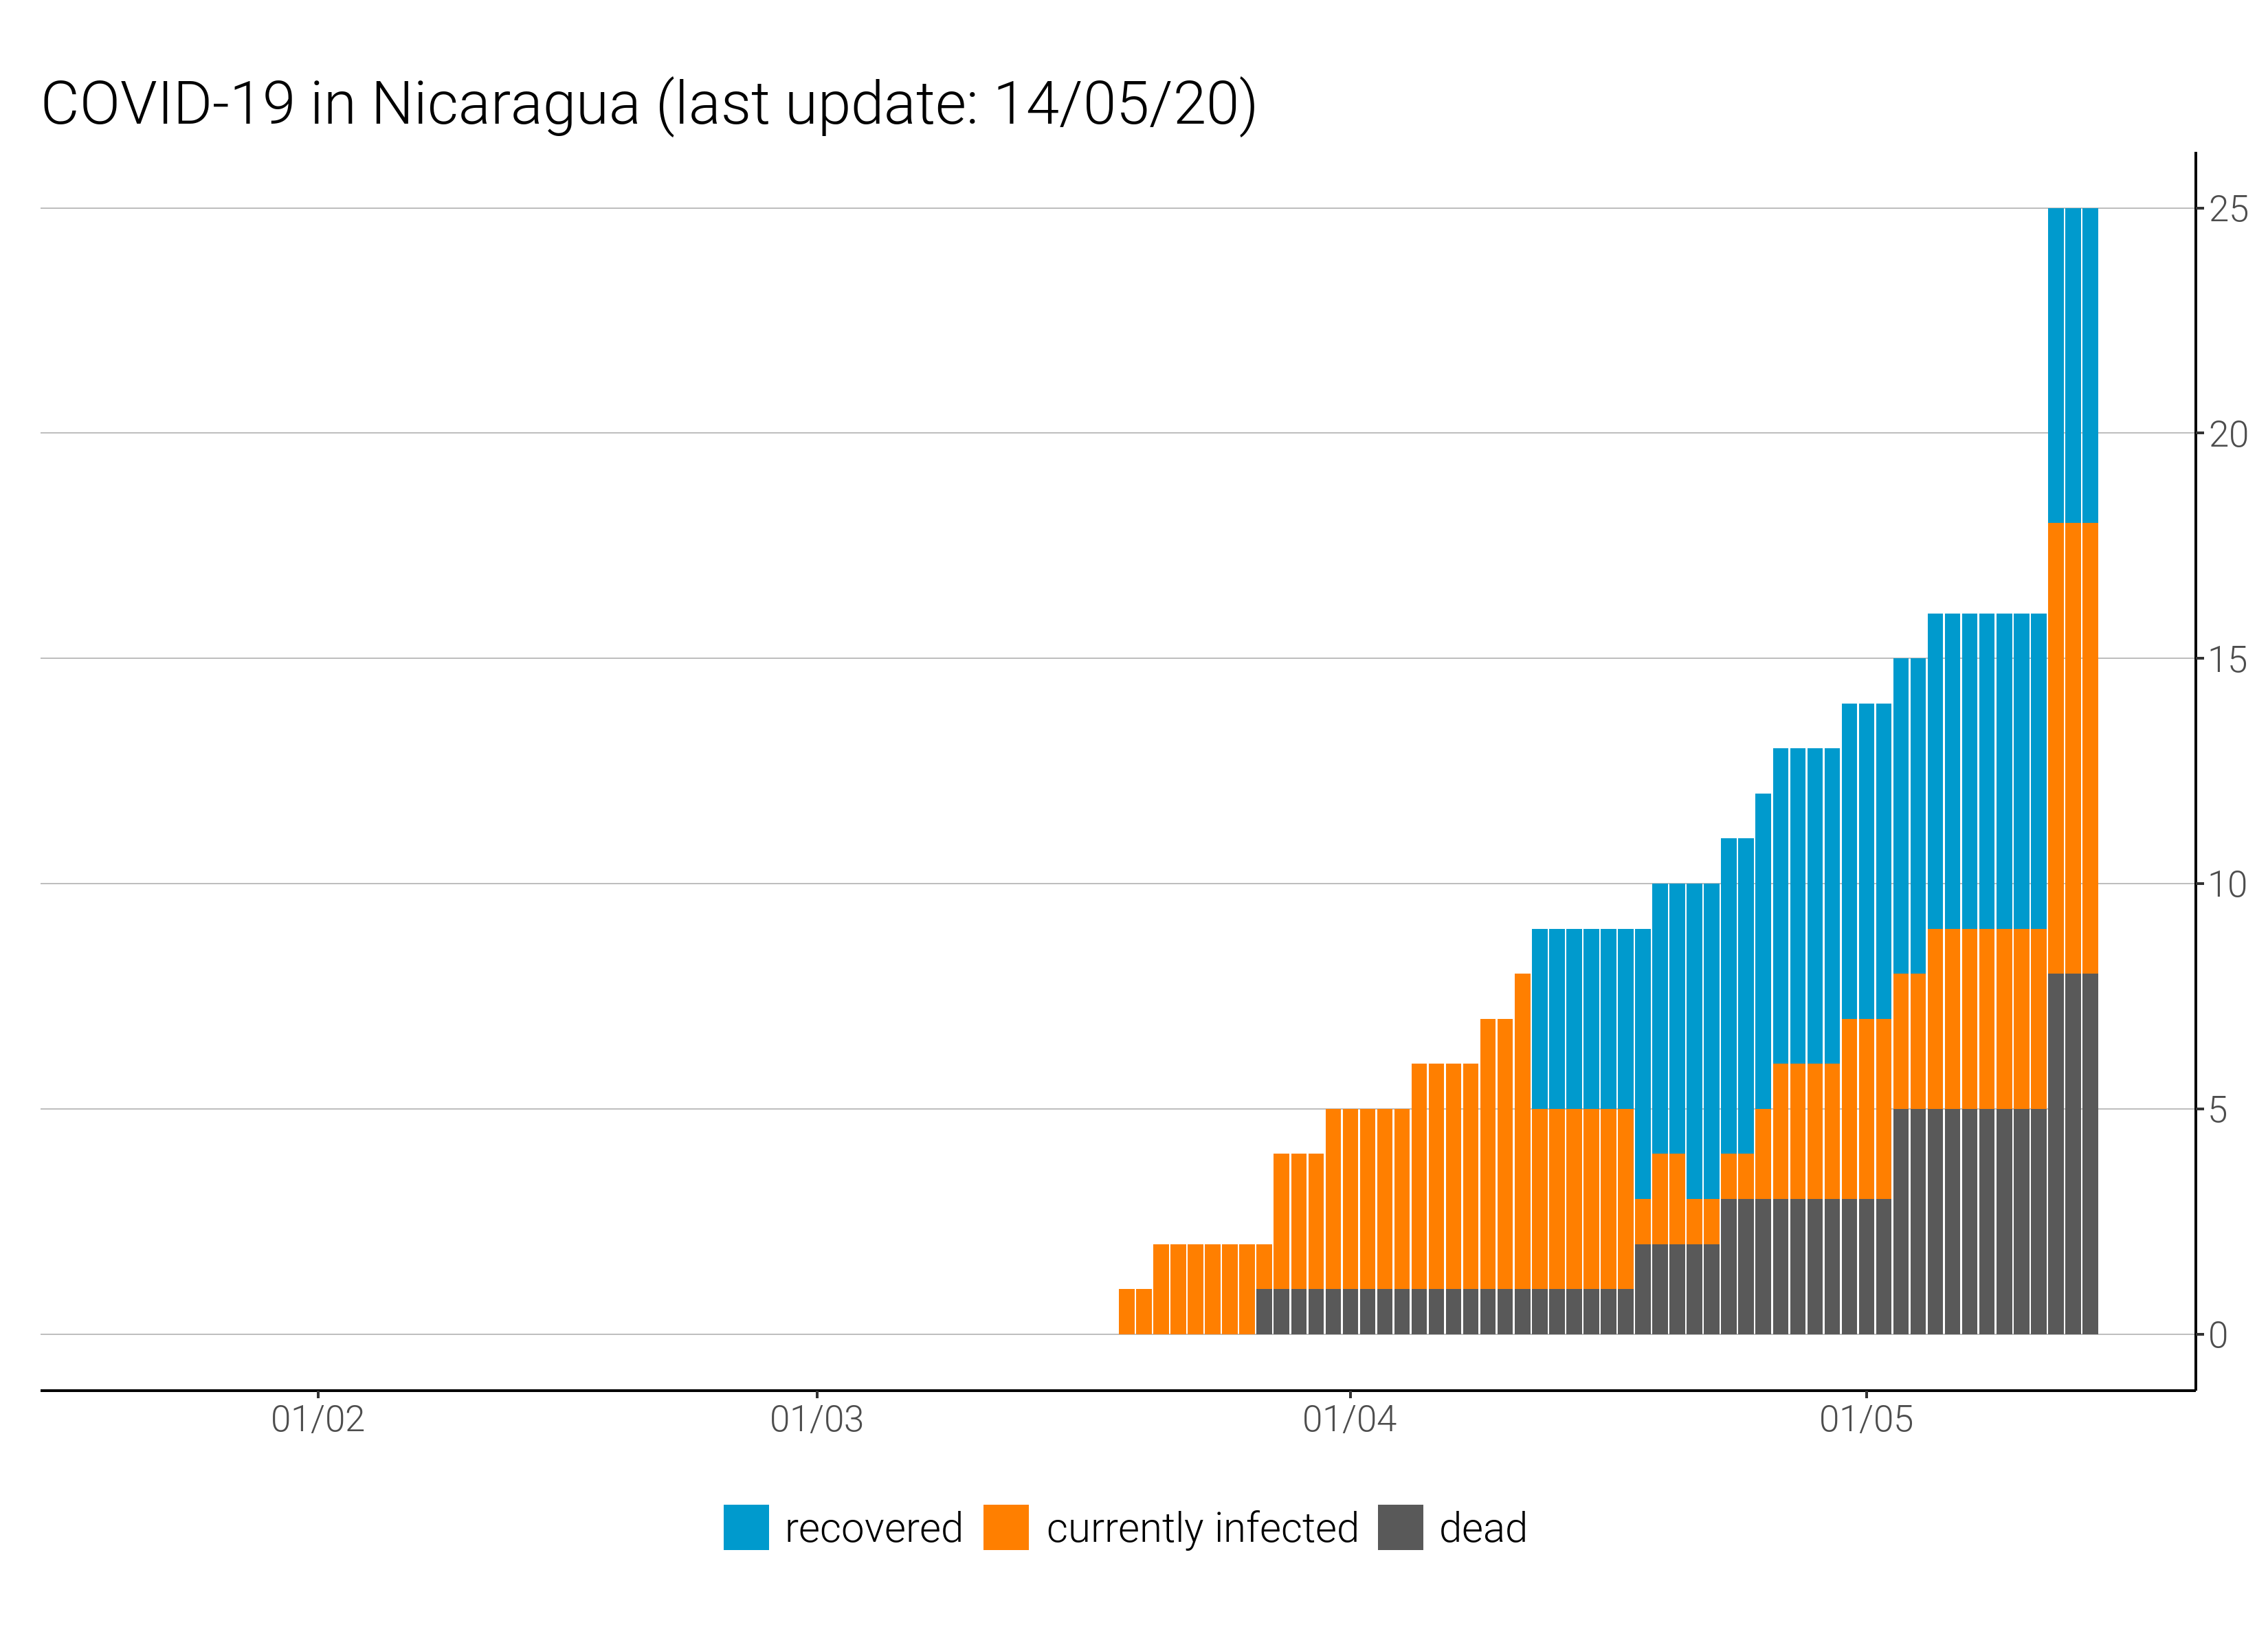 COVID-19 in Nicaragua (last update: 14/05/20)
25
20
15
10
5
0
01/02 01/03 01/04 01/05
recovered currently infected dead